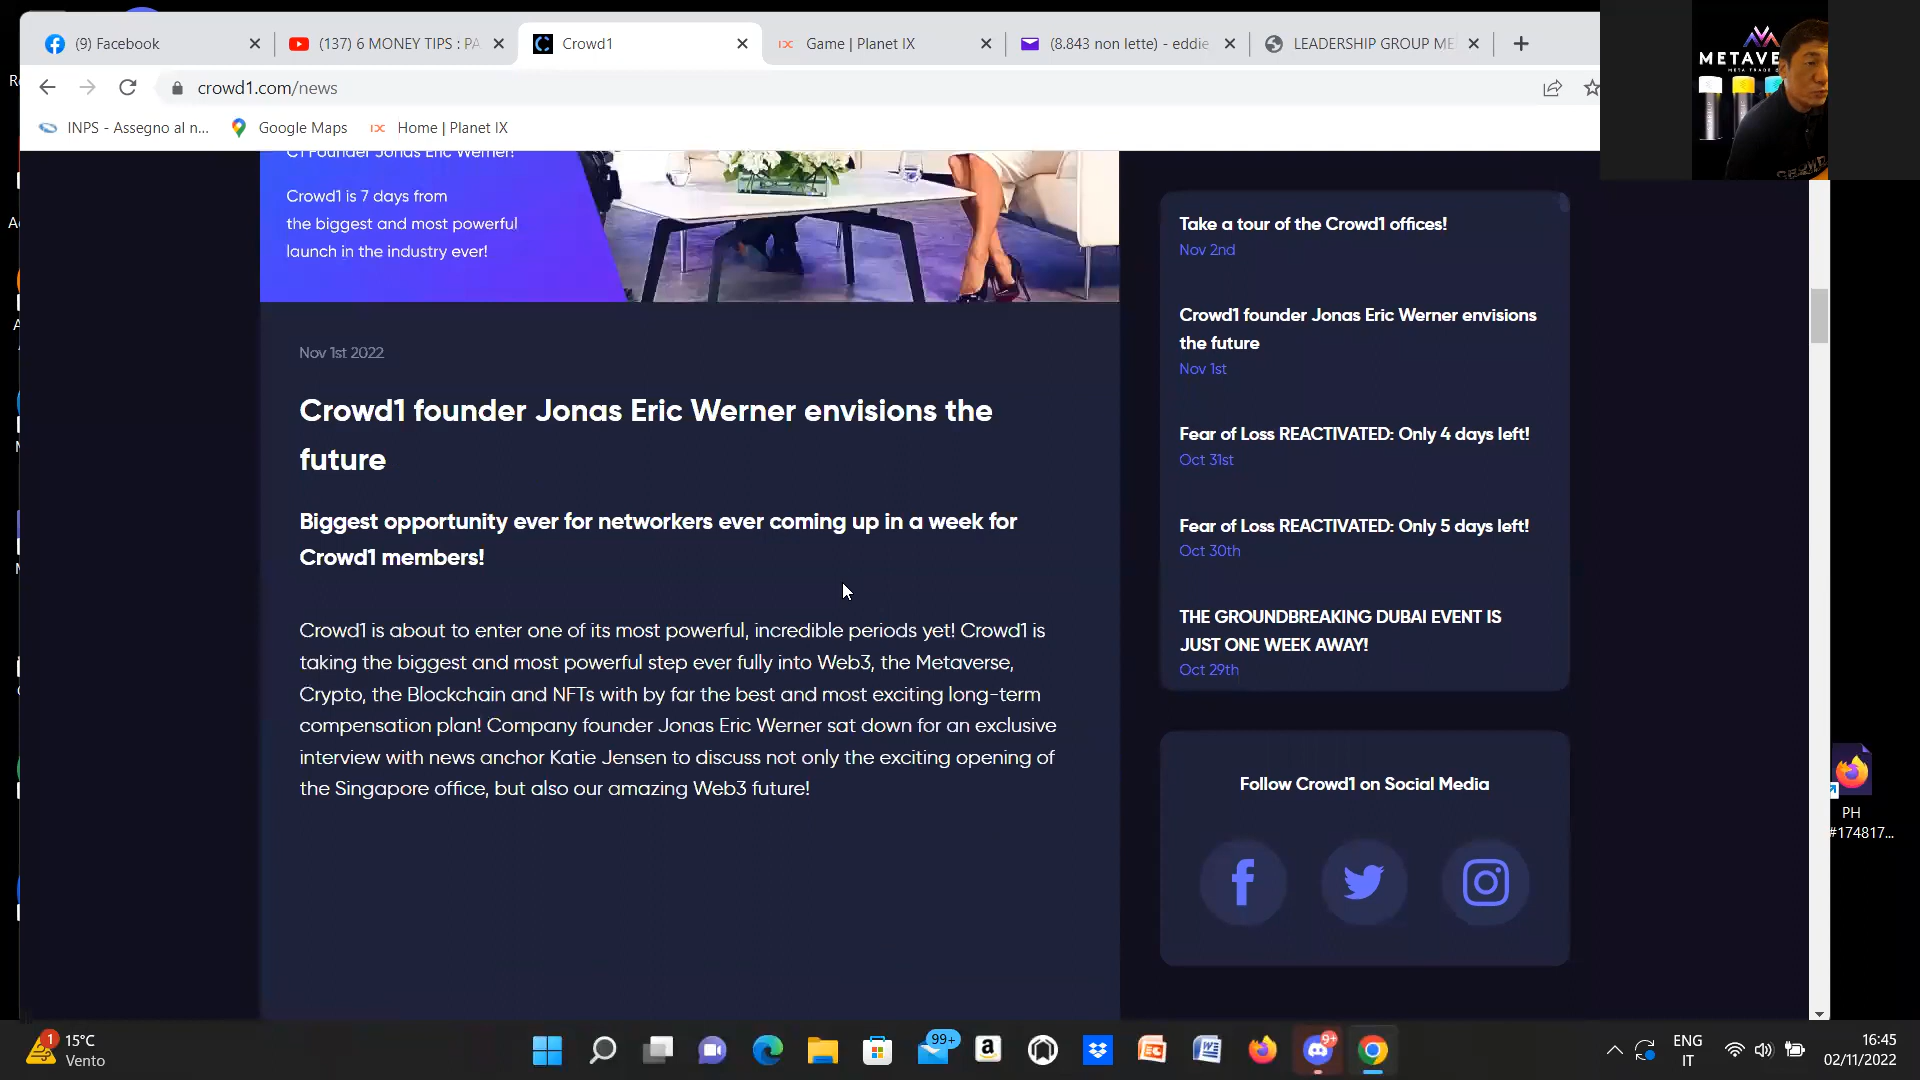 (9) Facebook
(137) 6 MONEY TIPS : PA
Crowd1
Game | Planet IX
(8.843 non lette) - eddie
LEADERSHIP GROUP ME
crowd1.com/news
INPS - Assegno al n...
Google Maps
Home | Planet IX
METAVE
C1 Founder Jonas Eric Werner!
Crowd1 is 7 days from
the biggest and most powerful
launch in the industry ever!
Nov 1st 2022
Crowd1 founder Jonas Eric Werner envisions the
future
Biggest opportunity ever for networkers ever coming up in a week for
Crowd1 members!
Crowd1 is about to enter one of its most powerful, incredible periods yet! Crowd1 is
taking the biggest and most powerful step ever fully into Web3, the Metaverse,
Crypto, the Blockchain and NFTs with by far the best and most exciting long-term
compensation plan! Company founder Jonas Eric Werner sat down for an exclusive
interview with news anchor Katie Jensen to discuss not only the exciting opening of
the Singapore office, but also our amazing Web3 future!
Take a tour of the Crowd1 offices!
Nov 2nd
Crowd1 founder Jonas Eric Werner envisions
the future
Nov 1st
Fear of Loss REACTIVATED: Only 4 days left!
Oct 31st
Fear of Loss REACTIVATED: Only 5 days left!
Oct 30th
THE GROUNDBREAKING DUBAI EVENT IS
JUST ONE WEEK AWAY!
Oct 29th
Follow Crowd1 on Social Media
PH
#174817...
1
15°C
Vento
99+
9+
ENG
IT
16:45
02/11/2022